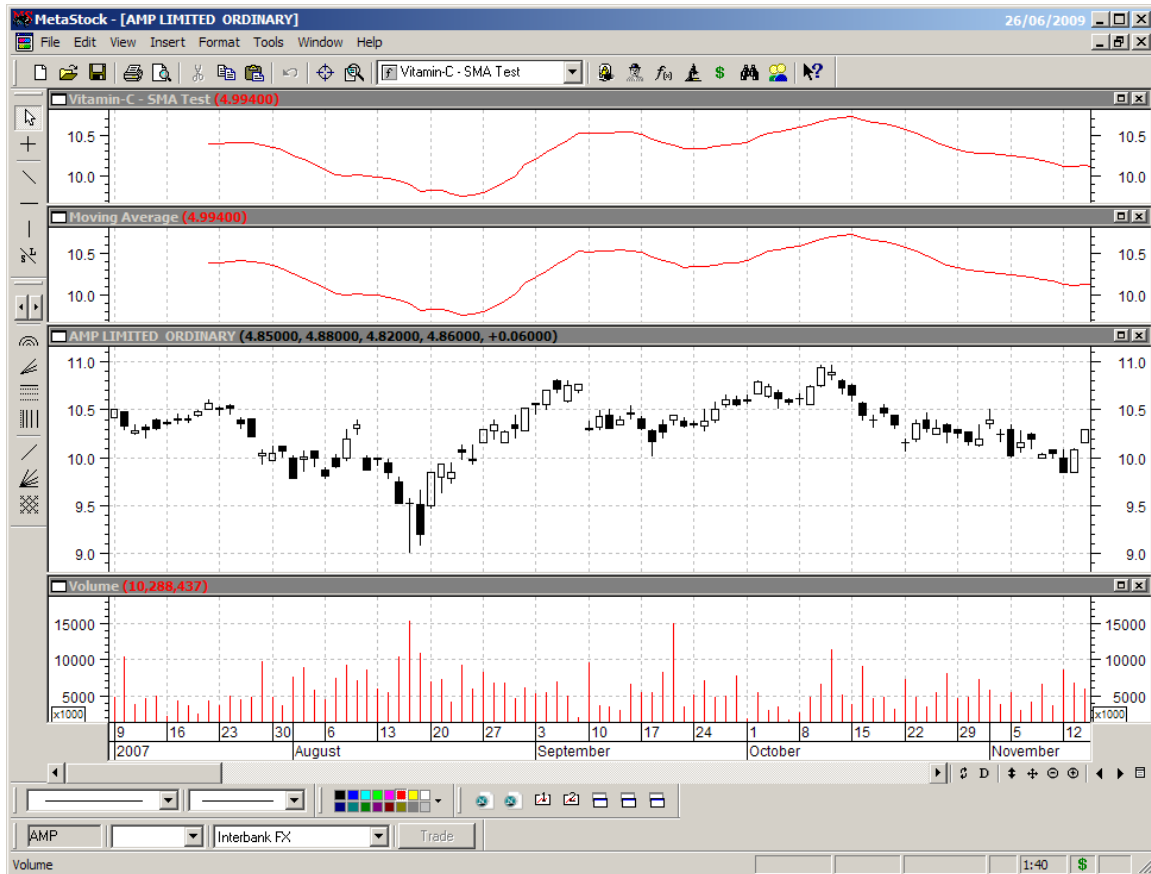 MetaStock - [AMP LIMITED ORDINARY] 26/06/2009
File Edit View Insert Format Tools Window Help
Vitamin-C - SMA Test
Vitamin-C - SMA Test (4.99400)
10.5 10.5
10.0 10.0
Moving Average (4.99400)
10.5 10.5
10.0 10.0
AMP LIMITED ORDINARY (4.85000, 4.88000, 4.82000, 4.86000, +0.06000)
11.0 11.0
10.5 10.5
10.0 10.0
9.5 9.5
9.0 9.0
Volume (10,288,437)
15000 15000
10000 10000
5000 5000
x1000 x1000
9 16 23 30 6 13 20 27 3 10 17 24 1 8 15 22 29 5 12
2007 August September October November
D
AMP Interbank FX Trade
Volume 1:40 $